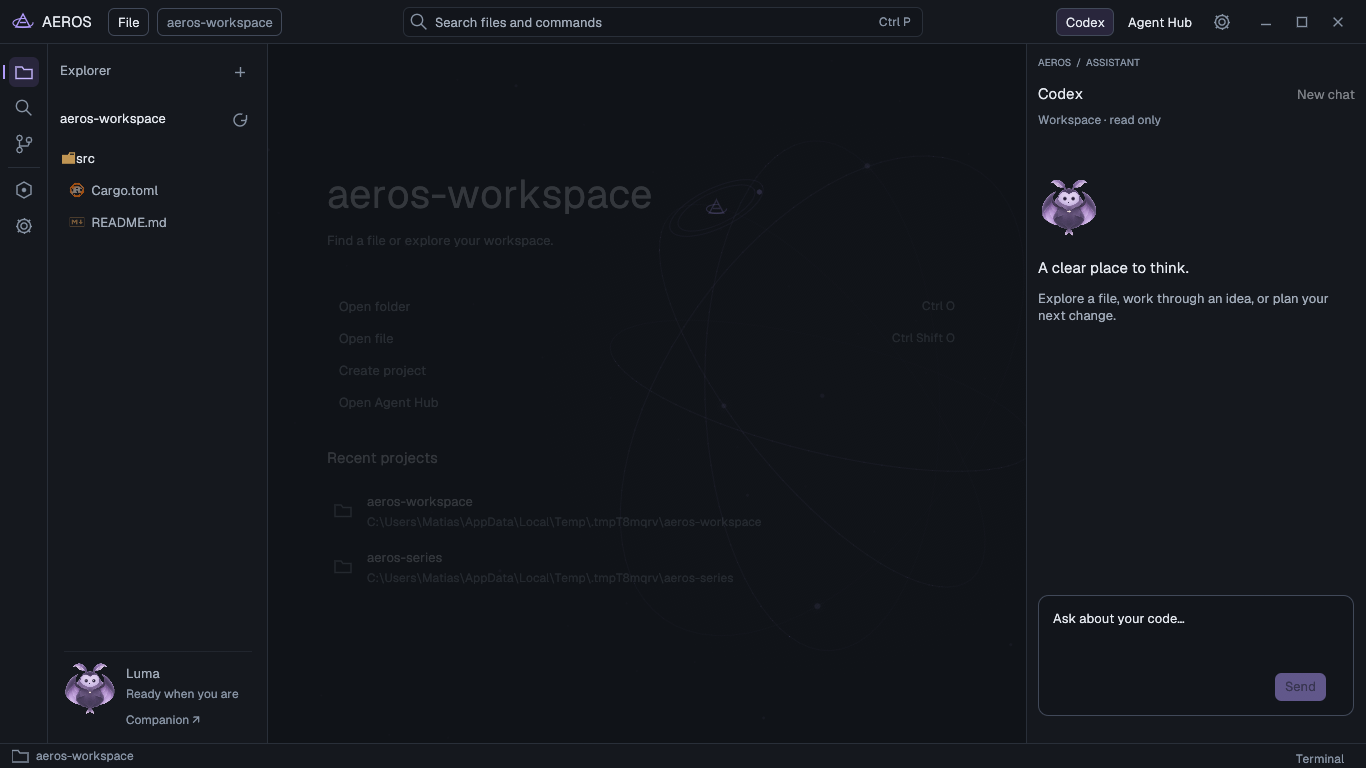 AEROS
File
aeros-workspace
Search files and commands
Ctrl P
Codex
Agent Hub
Explorer
aeros-workspace
src
Cargo.toml
README.md
aeros-workspace
Find a file or explore your workspace.
Open folder
Ctrl O
Open file
Ctrl Shift O
Create project
Open Agent Hub
Recent projects
aeros-workspace
C:\Users\Matias\AppData\Local\Temp\.tmpT8mqrv\aeros-workspace
aeros-series
C:\Users\Matias\AppData\Local\Temp\.tmpT8mqrv\aeros-series
AEROS / ASSISTANT
Codex
New chat
Workspace · read only
A clear place to think.
Explore a file, work through an idea, or plan your
next change.
Ask about your code…
Send
Luma
Ready when you are
Companion ↗
aeros-workspace
Terminal